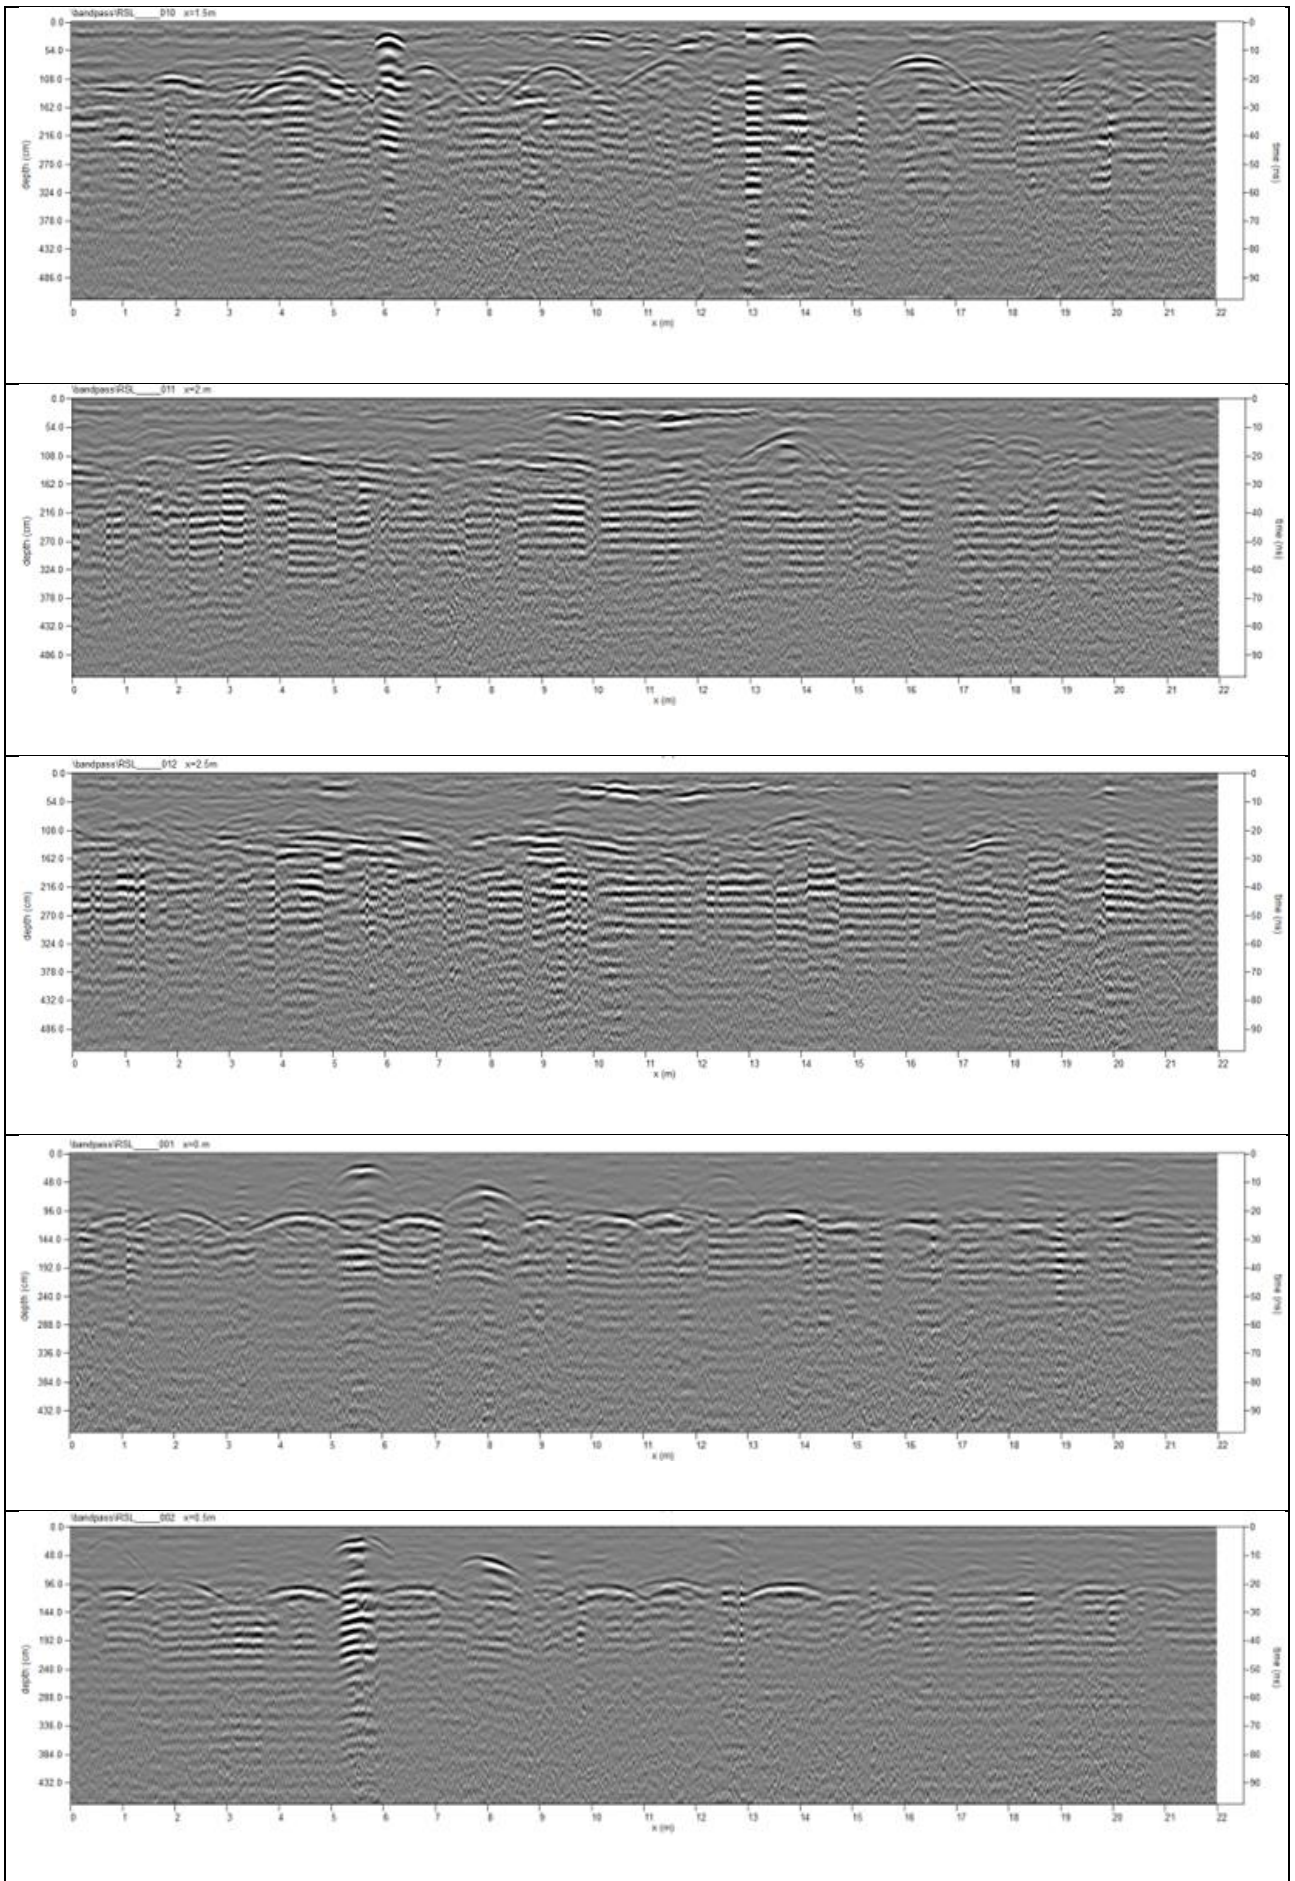 \bandpass\RSL____010 x=1.5m
0.0 0
54.0 10
108.0 20
162.0 30
216.0 40
270.0 50
324.0 60
378.0 70
432.0 80
486.0 90
depth (cm)
time (ns)
0 1 2 3 4 5 6 7 8 9 10 11 12 13 14 15 16 17 18 19 20 21 22
x (m)
\bandpass\RSL____011 x=2 m
0.0 0
54.0 10
108.0 20
162.0 30
216.0 40
270.0 50
324.0 60
378.0 70
432.0 80
486.0 90
depth (cm)
time (ns)
0 1 2 3 4 5 6 7 8 9 10 11 12 13 14 15 16 17 18 19 20 21 22
x (m)
\bandpass\RSL____012 x=2.5m
0.0 0
54.0 10
108.0 20
162.0 30
216.0 40
270.0 50
324.0 60
378.0 70
432.0 80
486.0 90
depth (cm)
time (ns)
0 1 2 3 4 5 6 7 8 9 10 11 12 13 14 15 16 17 18 19 20 21 22
x (m)
\bandpass\RSL____001 x=0 m
0.0 0
48.0 10
96.0 20
144.0 30
192.0 40
240.0 50
288.0 60
336.0 70
384.0 80
432.0 90
depth (cm)
time (ns)
0 1 2 3 4 5 6 7 8 9 10 11 12 13 14 15 16 17 18 19 20 21 22
x (m)
\bandpass\RSL____002 x=0.5m
0.0 0
48.0 10
96.0 20
144.0 30
192.0 40
240.0 50
288.0 60
336.0 70
384.0 80
432.0 90
depth (cm)
time (ns)
0 1 2 3 4 5 6 7 8 9 10 11 12 13 14 15 16 17 18 19 20 21 22
x (m)